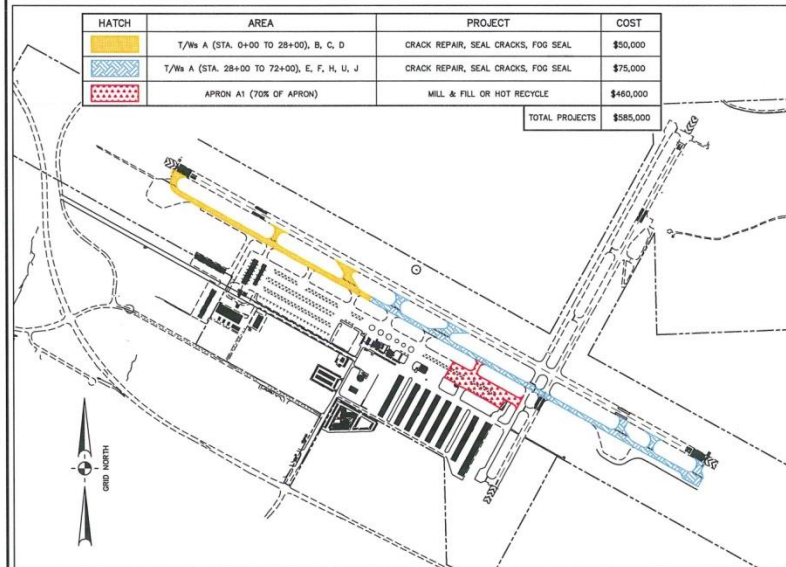 HATCH AREA PROJECT COST
T/Ws A (STA. 0+00 TO 28+00), B, C, D CRACK REPAIR, SEAL CRACKS, FOG SEAL $50,000
T/Ws A (STA. 28+00 TO 72+00), E, F, H, U, J CRACK REPAIR, SEAL CRACKS, FOG SEAL $75,000
APRON A1 (70% OF APRON) MILL & FILL OR HOT RECYCLE $460,000
TOTAL PROJECTS $585,000
GRID NORTH